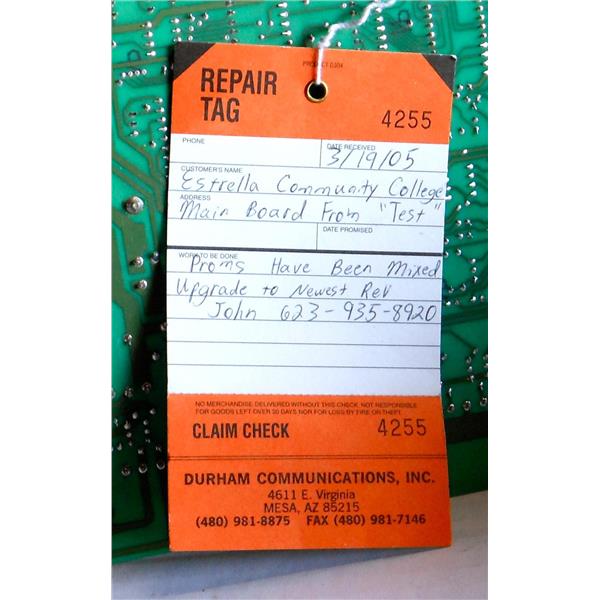 PRODUCT 0304
REPAIR
TAG
4255
PHONE
DATE RECEIVED
3/19/05
CUSTOMER'S NAME
Estrella Community College
ADDRESS
Main Board From "Test"
DATE PROMISED
WORK TO BE DONE
Proms Have Been Mixed
Upgrade to Newest Rev
John 623-935-8920
NO MERCHANDISE DELIVERED WITHOUT THIS CHECK. NOT RESPONSIBLE
FOR GOODS LEFT OVER 30 DAYS NOR FOR LOSS BY FIRE OR THEFT.
CLAIM CHECK 4255
DURHAM COMMUNICATIONS, INC.
4611 E. Virginia
MESA, AZ 85215
(480) 981-8875 FAX (480) 981-7146